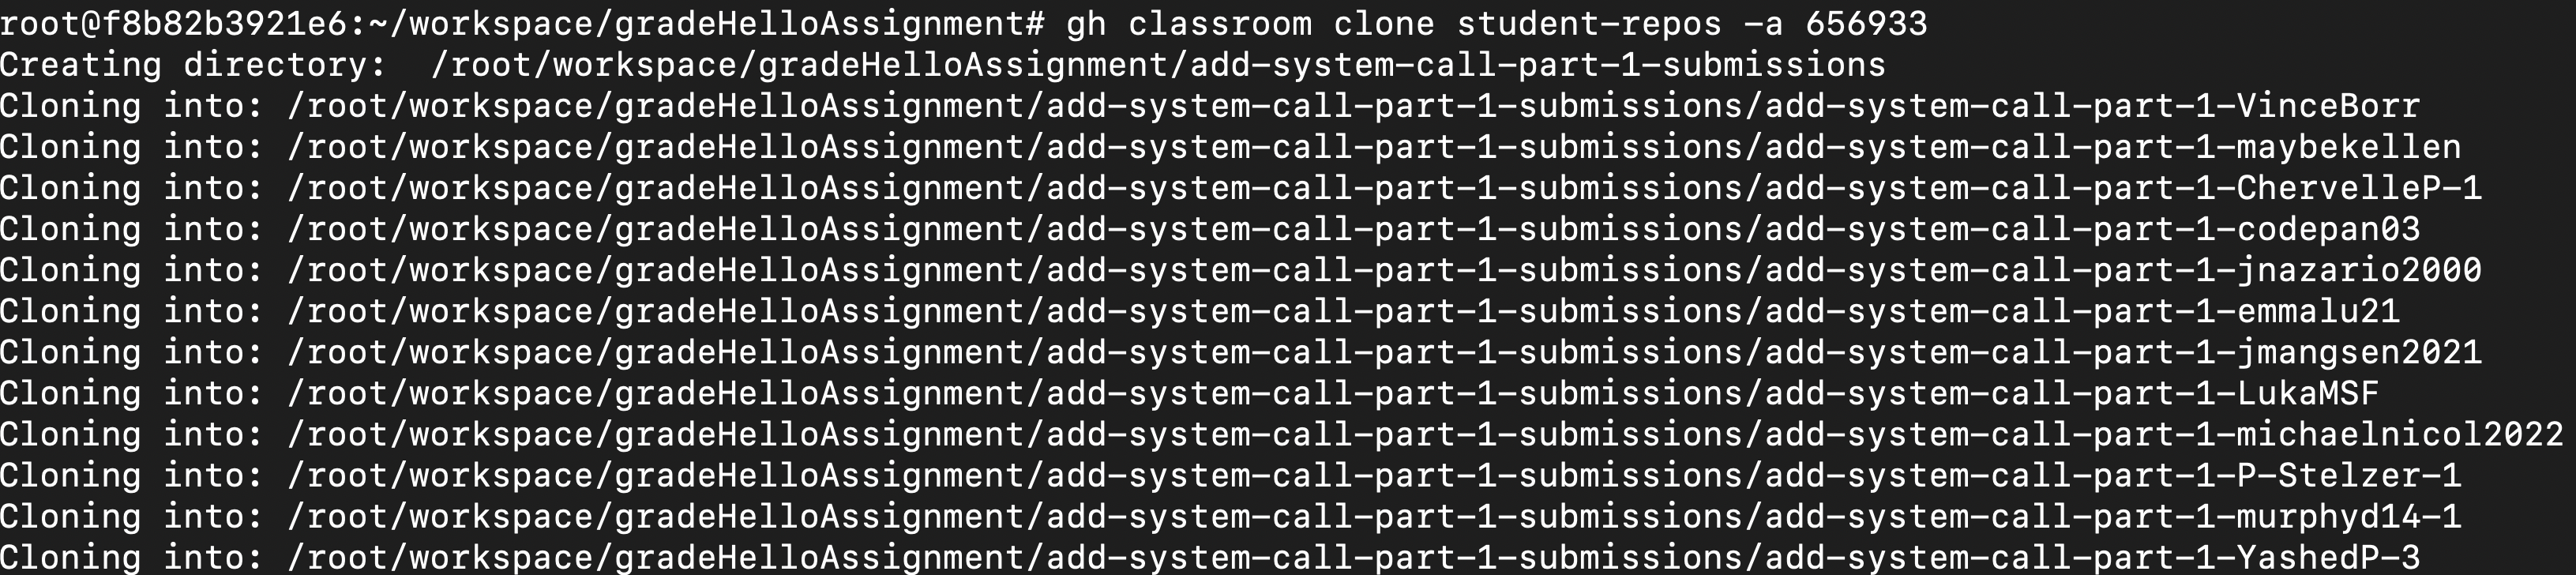 root@f8b82b3921e6:~/workspace/gradeHelloAssignment# gh classroom clone student-repos -a 656933
Creating directory:  /root/workspace/gradeHelloAssignment/add-system-call-part-1-submissions
Cloning into: /root/workspace/gradeHelloAssignment/add-system-call-part-1-submissions/add-system-call-part-1-VinceBorr
Cloning into: /root/workspace/gradeHelloAssignment/add-system-call-part-1-submissions/add-system-call-part-1-maybekellen
Cloning into: /root/workspace/gradeHelloAssignment/add-system-call-part-1-submissions/add-system-call-part-1-ChervelleP-1
Cloning into: /root/workspace/gradeHelloAssignment/add-system-call-part-1-submissions/add-system-call-part-1-codepan03
Cloning into: /root/workspace/gradeHelloAssignment/add-system-call-part-1-submissions/add-system-call-part-1-jnazario2000
Cloning into: /root/workspace/gradeHelloAssignment/add-system-call-part-1-submissions/add-system-call-part-1-emmalu21
Cloning into: /root/workspace/gradeHelloAssignment/add-system-call-part-1-submissions/add-system-call-part-1-jmangsen2021
Cloning into: /root/workspace/gradeHelloAssignment/add-system-call-part-1-submissions/add-system-call-part-1-LukaMSF
Cloning into: /root/workspace/gradeHelloAssignment/add-system-call-part-1-submissions/add-system-call-part-1-michaelnicol2022
Cloning into: /root/workspace/gradeHelloAssignment/add-system-call-part-1-submissions/add-system-call-part-1-P-Stelzer-1
Cloning into: /root/workspace/gradeHelloAssignment/add-system-call-part-1-submissions/add-system-call-part-1-murphyd14-1
Cloning into: /root/workspace/gradeHelloAssignment/add-system-call-part-1-submissions/add-system-call-part-1-YashedP-3